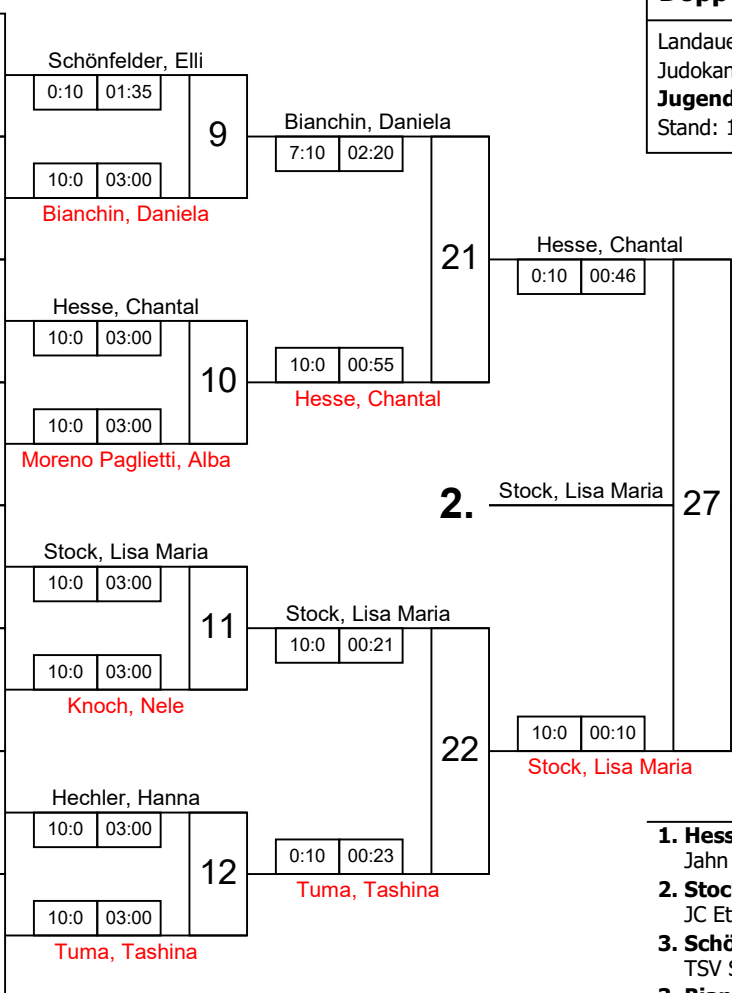 Landaue
Judokan
Jugend
Stand: 1
Schönfelder, Elli
0:10 01:35
9
10:0 03:00
Bianchin, Daniela
Hesse, Chantal
10:0 03:00
10
10:0 03:00
Moreno Paglietti, Alba
Stock, Lisa Maria
10:0 03:00
11
10:0 03:00
Knoch, Nele
Hechler, Hanna
10:0 03:00
12
10:0 03:00
Tuma, Tashina
Bianchin, Daniela
7:10 02:20
21
10:0 00:55
Hesse, Chantal
Stock, Lisa Maria
10:0 00:21
22
0:10 00:23
Tuma, Tashina
Hesse, Chantal
0:10 00:46
2. Stock, Lisa Maria
27
10:0 00:10
Stock, Lisa Maria
1. Hess
Jahn
2. Stoc
JC Et
3. Schö
TSV S